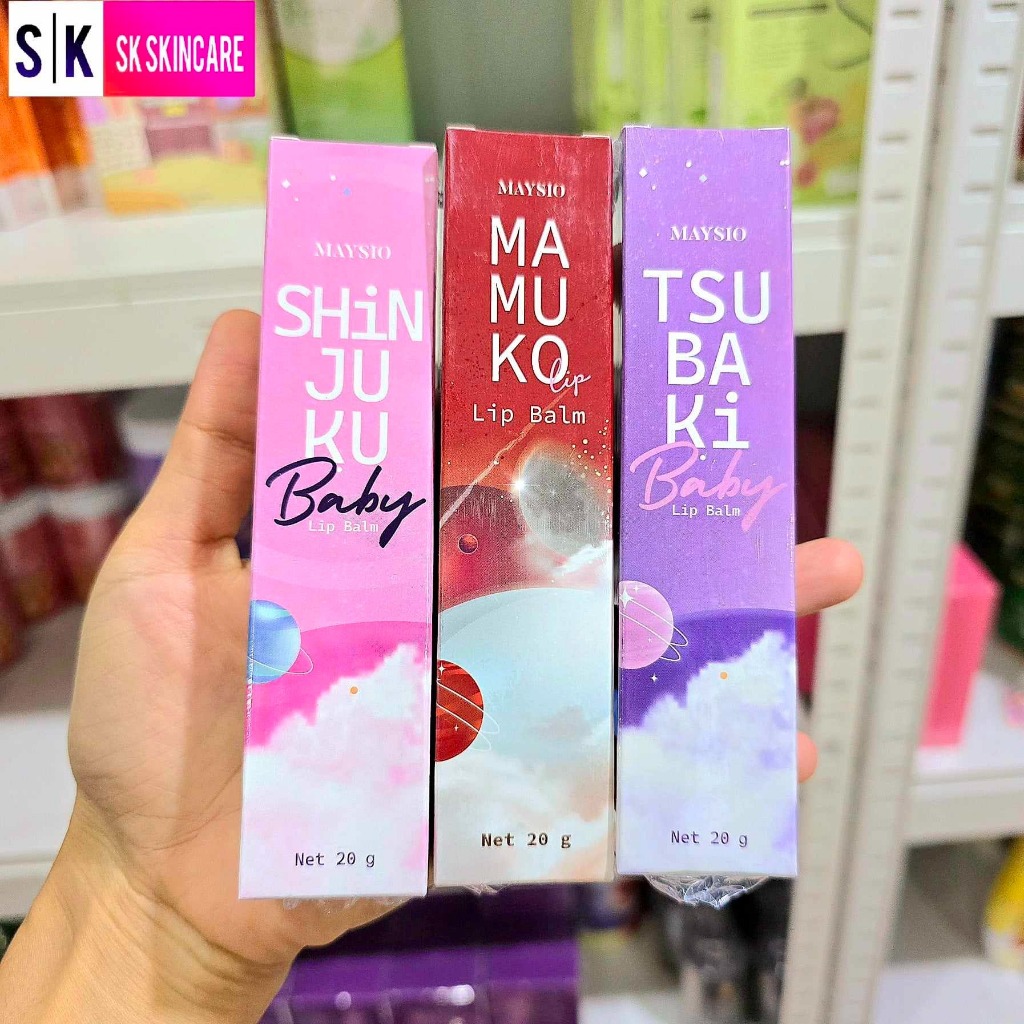 S|K SK SKINCARE
MAYSIO
SHiN
JU
KU
Baby
Lip Balm
Net 20 g
MAYSIO
MA
MU
KO
Lip
Lip Balm
Net 20 g
MAYSIO
TSU
BA
Ki
Baby
Lip Balm
Net 20 g